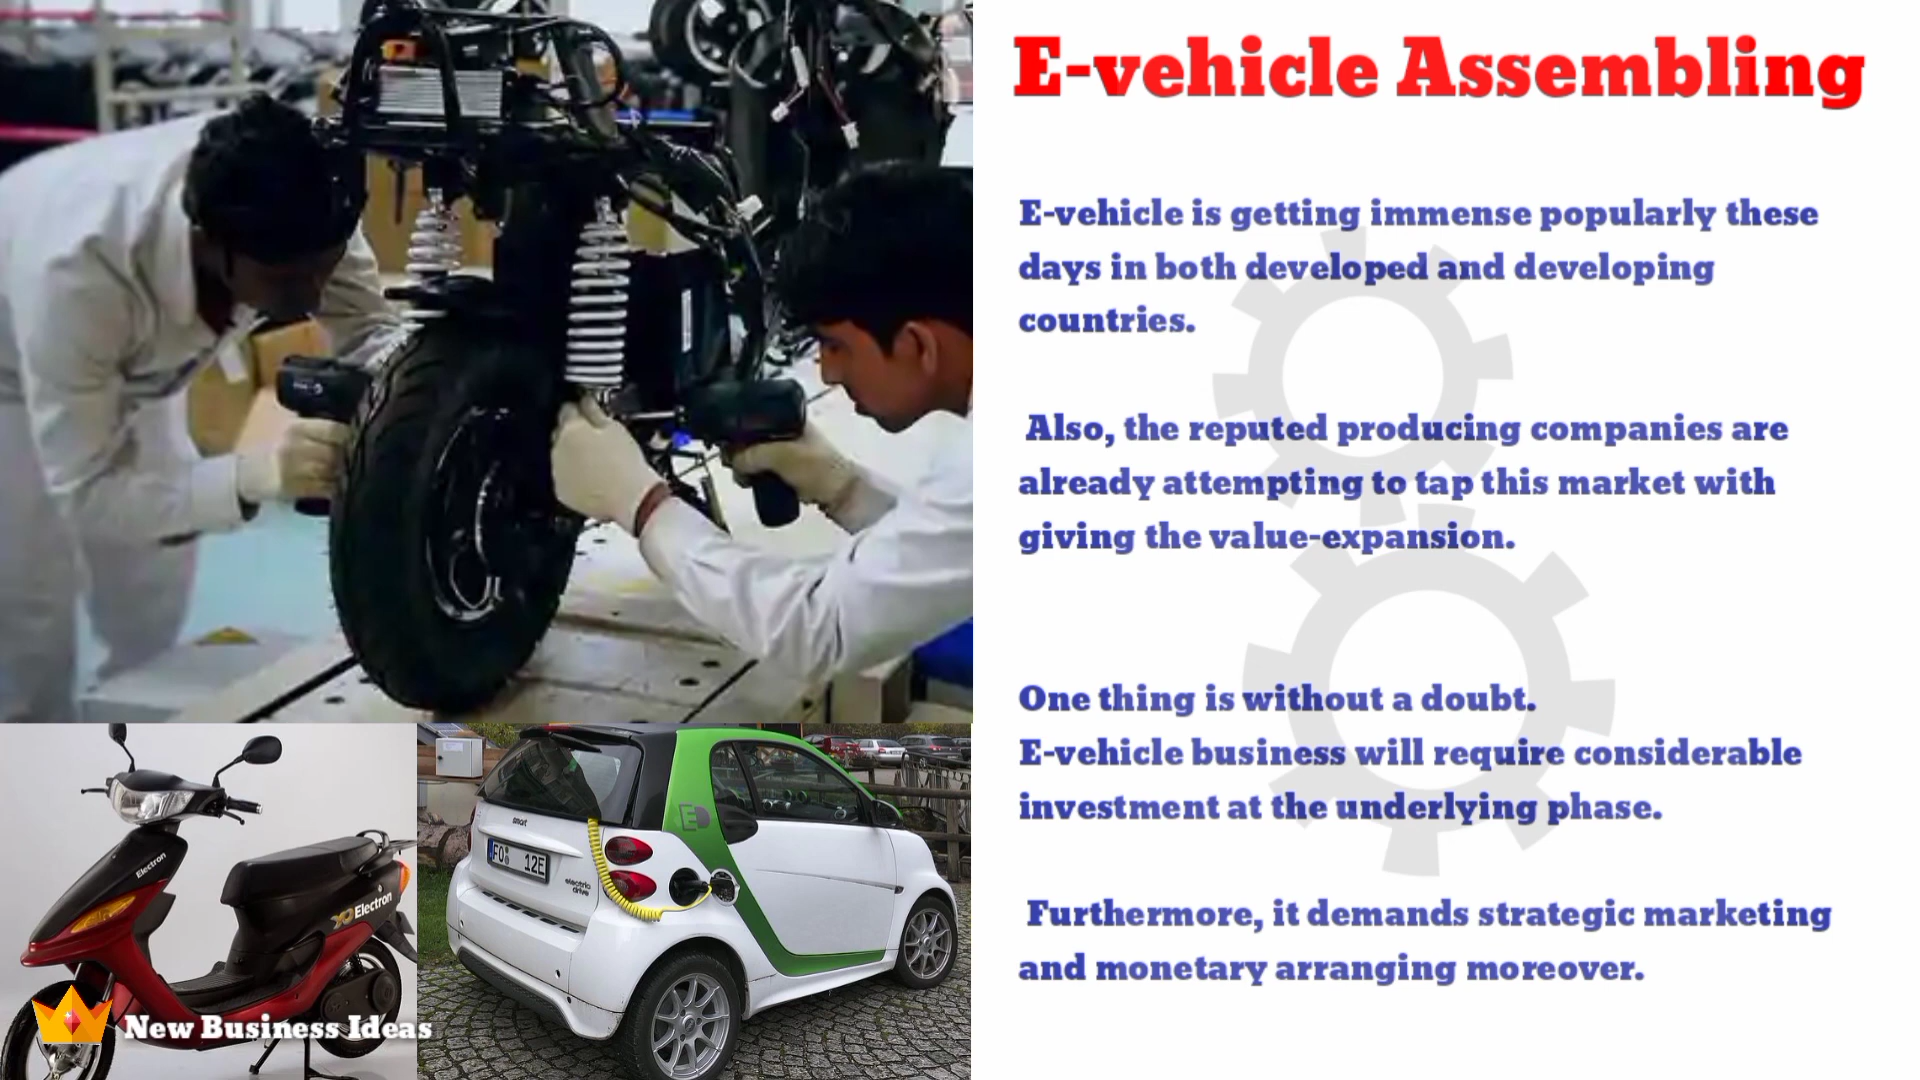 E-vehicle Assembling
E-vehicle is getting immense popularly these
days in both developed and developing
countries.
Also, the reputed producing companies are
already attempting to tap this market with
giving the value-expansion.
One thing is without a doubt.
E-vehicle business will require considerable
investment at the underlying phase.
Furthermore, it demands strategic marketing
and monetary arranging moreover.
Electron
XO Electron
New Business Ideas
smart
FO 12E
electric
drive
ED